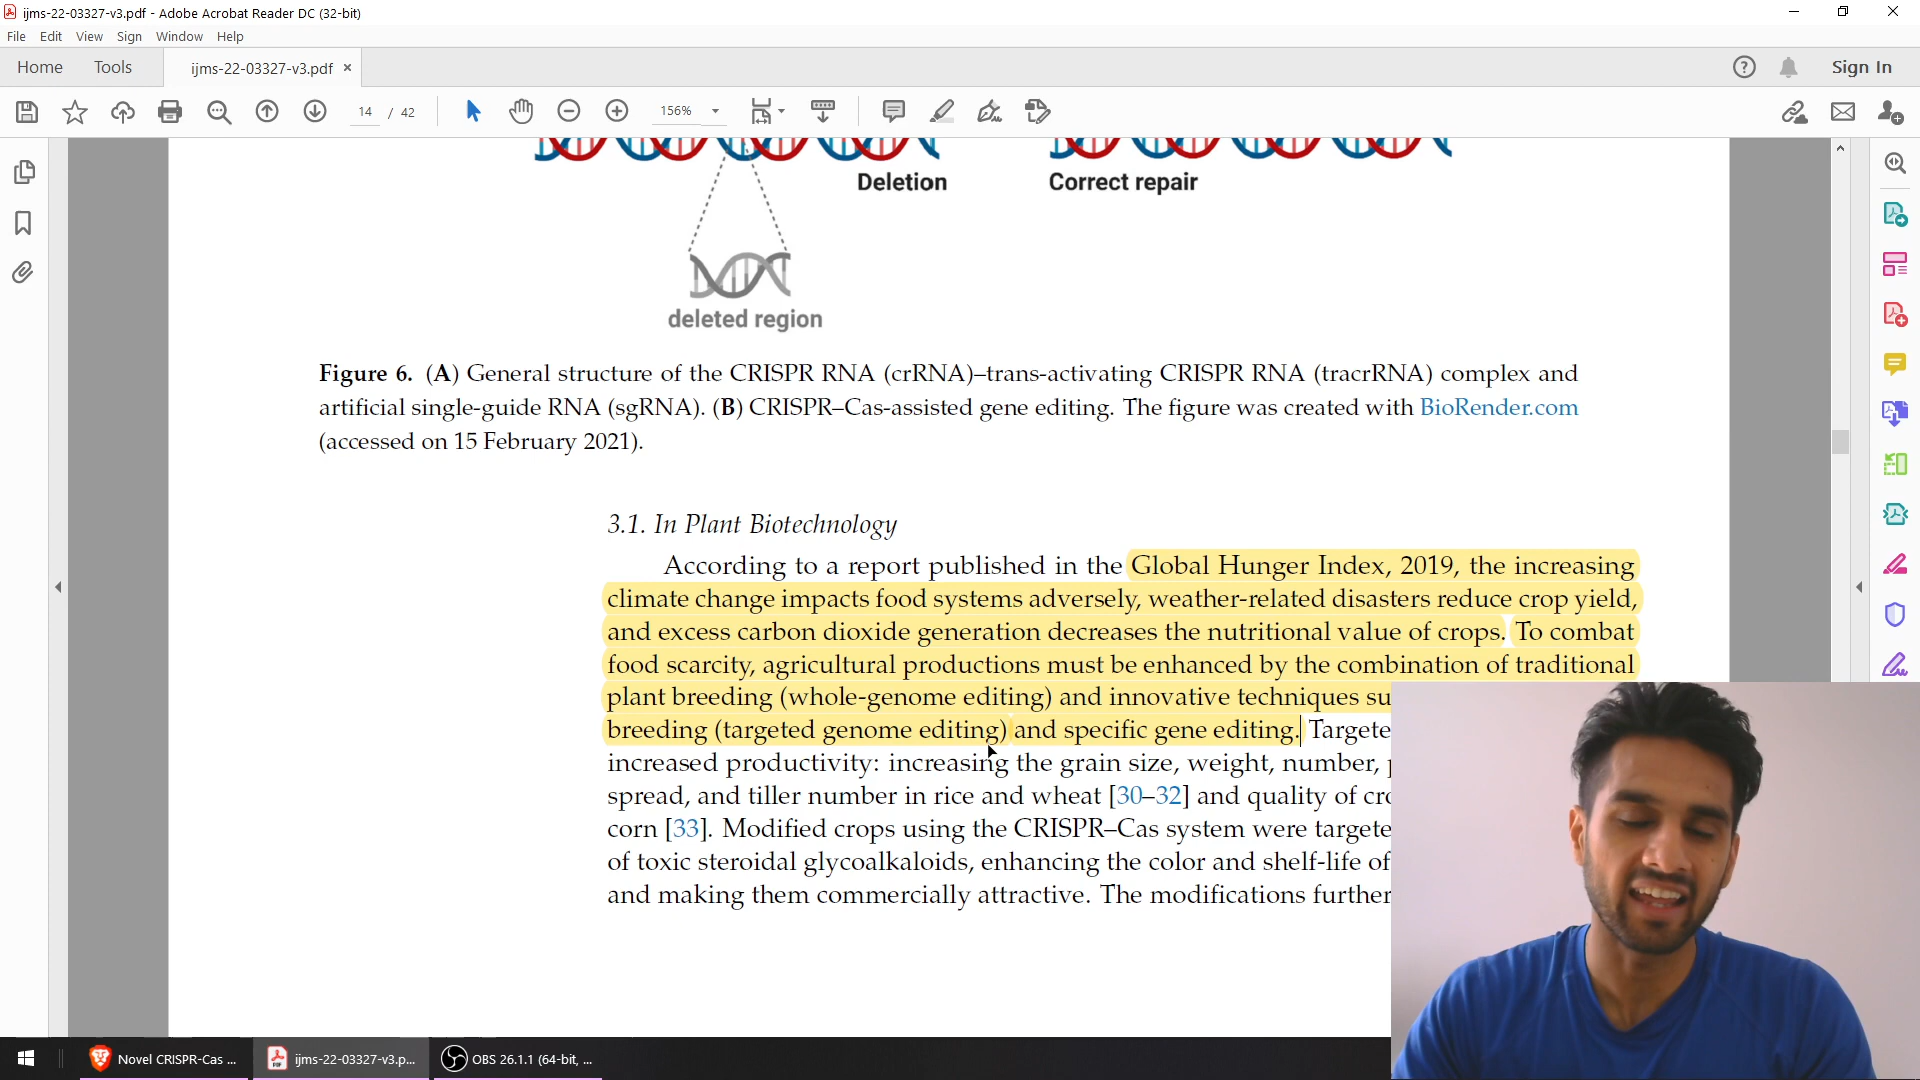 ijms-22-03327-v3.pdf - Adobe Acrobat Reader DC (32-bit)
File Edit View Sign Window Help
Home Tools ijms-22-03327-v3.pdf × Sign In
14 / 42 156%
Deletion Correct repair
deleted region
Figure 6. (A) General structure of the CRISPR RNA (crRNA)–trans-activating CRISPR RNA (tracrRNA) complex and
artificial single-guide RNA (sgRNA). (B) CRISPR–Cas-assisted gene editing. The figure was created with BioRender.com
(accessed on 15 February 2021).
3.1. In Plant Biotechnology
According to a report published in the Global Hunger Index, 2019, the increasing
climate change impacts food systems adversely, weather-related disasters reduce crop yield,
and excess carbon dioxide generation decreases the nutritional value of crops. To combat
food scarcity, agricultural productions must be enhanced by the combination of traditional
plant breeding (whole-genome editing) and innovative techniques su
breeding (targeted genome editing) and specific gene editing. Targete
increased productivity: increasing the grain size, weight, number,
spread, and tiller number in rice and wheat [30–32] and quality of cro
corn [33]. Modified crops using the CRISPR–Cas system were targete
of toxic steroidal glycoalkaloids, enhancing the color and shelf-life of
and making them commercially attractive. The modifications further
Novel CRISPR-Cas ... ijms-22-03327-v3.p... OBS 26.1.1 (64-bit, ...